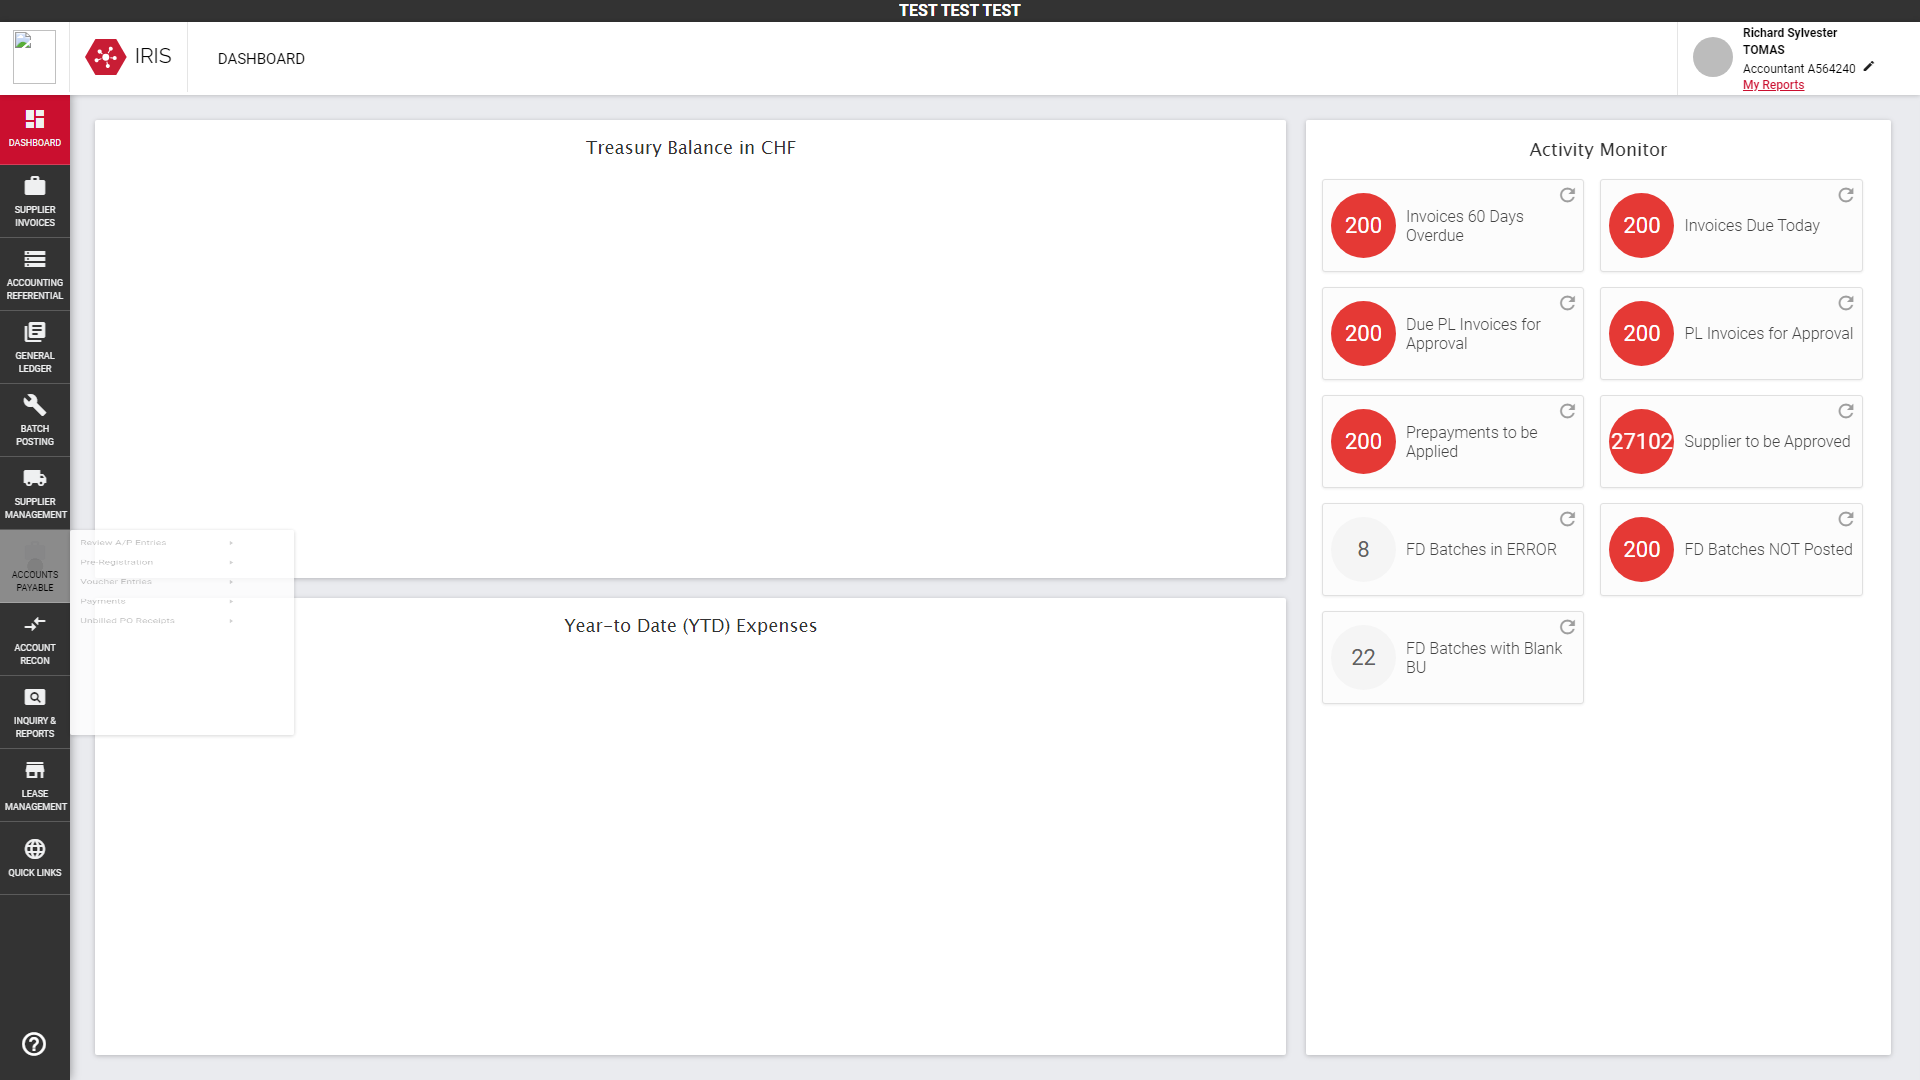 TEST TEST TEST
IRIS
DASHBOARD
Richard Sylvester
TOMAS
Accountant A564240
My Reports
DASHBOARD
SUPPLIER
INVOICES
ACCOUNTING
REFERENTIAL
GENERAL
LEDGER
BATCH
POSTING
SUPPLIER
MANAGEMENT
ACCOUNTS
PAYABLE
ACCOUNT
RECON
INQUIRY &
REPORTS
LEASE
MANAGEMENT
QUICK LINKS
Review A/P Entries
Pre-Registration
Voucher Entries
Payments
Unbilled PO Receipts
Treasury Balance in CHF
Year-to Date (YTD) Expenses
Activity Monitor
200
Invoices 60 Days
Overdue
200
Invoices Due Today
200
Due PL Invoices for
Approval
200
PL Invoices for Approval
200
Prepayments to be
Applied
27102
Supplier to be Approved
8
FD Batches in ERROR
200
FD Batches NOT Posted
22
FD Batches with Blank
BU